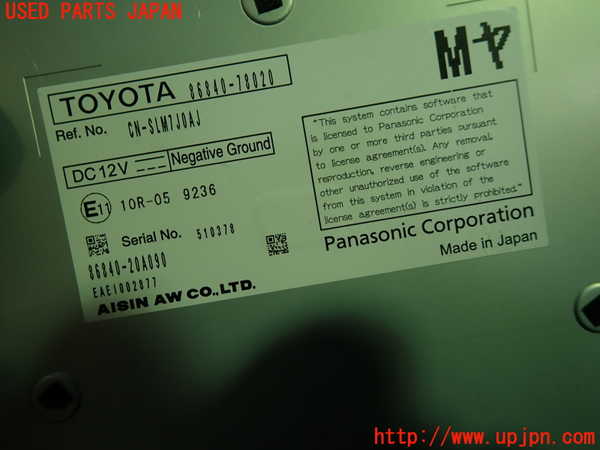 USED PARTS JAPAN
Mヤ
TOYOTA 86840-78020
Ref. No. CN-SLM7J0AJ
DC12V Negative Ground
E11 10R-05 9236
Serial No. 510378
86840-20A090
EAE1002877
AISIN AW CO.,LTD.
"This system contains software that
is licensed to Panasonic Corporation
by one or more third parties pursuant
to license agreement(s). Any removal,
reproduction, reverse engineering or
other unauthorized use of the software
from this system in violation of the
license agreement(s) is strictly prohibited."
Panasonic Corporation
Made in Japan
http://www.upjpn.com/